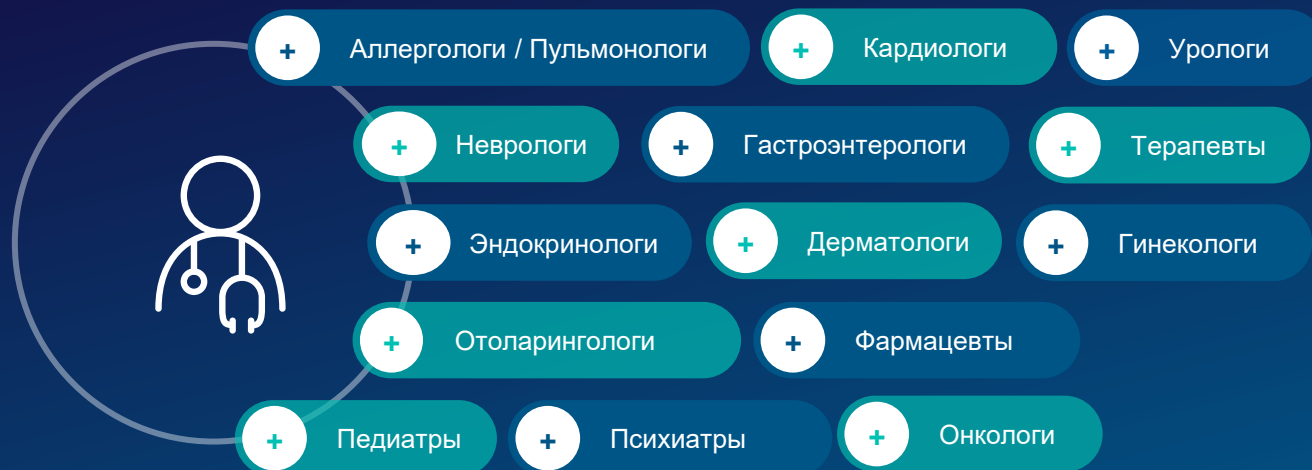 + Аллергологи / Пульмонологи + Кардиологи + Урологи
+ Неврологи + Гастроэнтерологи + Терапевты
+ Эндокринологи + Дерматологи + Гинекологи
+ Отоларингологи + Фармацевты
+ Педиатры + Психиатры + Онкологи